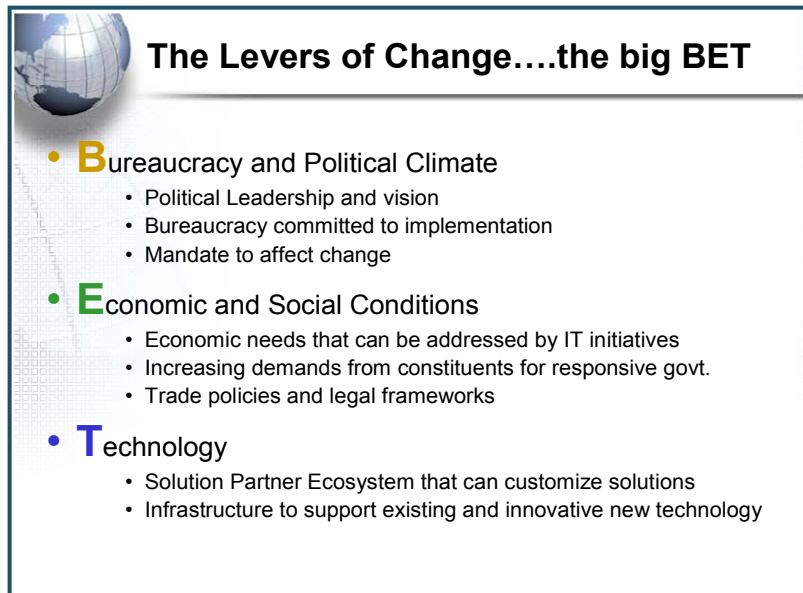 The Levers of Change….the big BET
• Bureaucracy and Political Climate
• Political Leadership and vision
• Bureaucracy committed to implementation
• Mandate to affect change
• Economic and Social Conditions
• Economic needs that can be addressed by IT initiatives
• Increasing demands from constituents for responsive govt.
• Trade policies and legal frameworks
• Technology
• Solution Partner Ecosystem that can customize solutions
• Infrastructure to support existing and innovative new technology